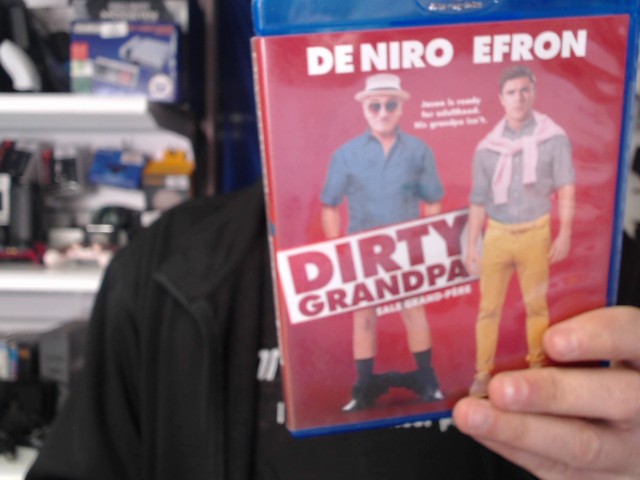 DE NIRO EFRON
Jason is ready
for adulthood.
His grandpa isn't.
DIRTY
GRANDPA
SALE GRAND-PÈRE